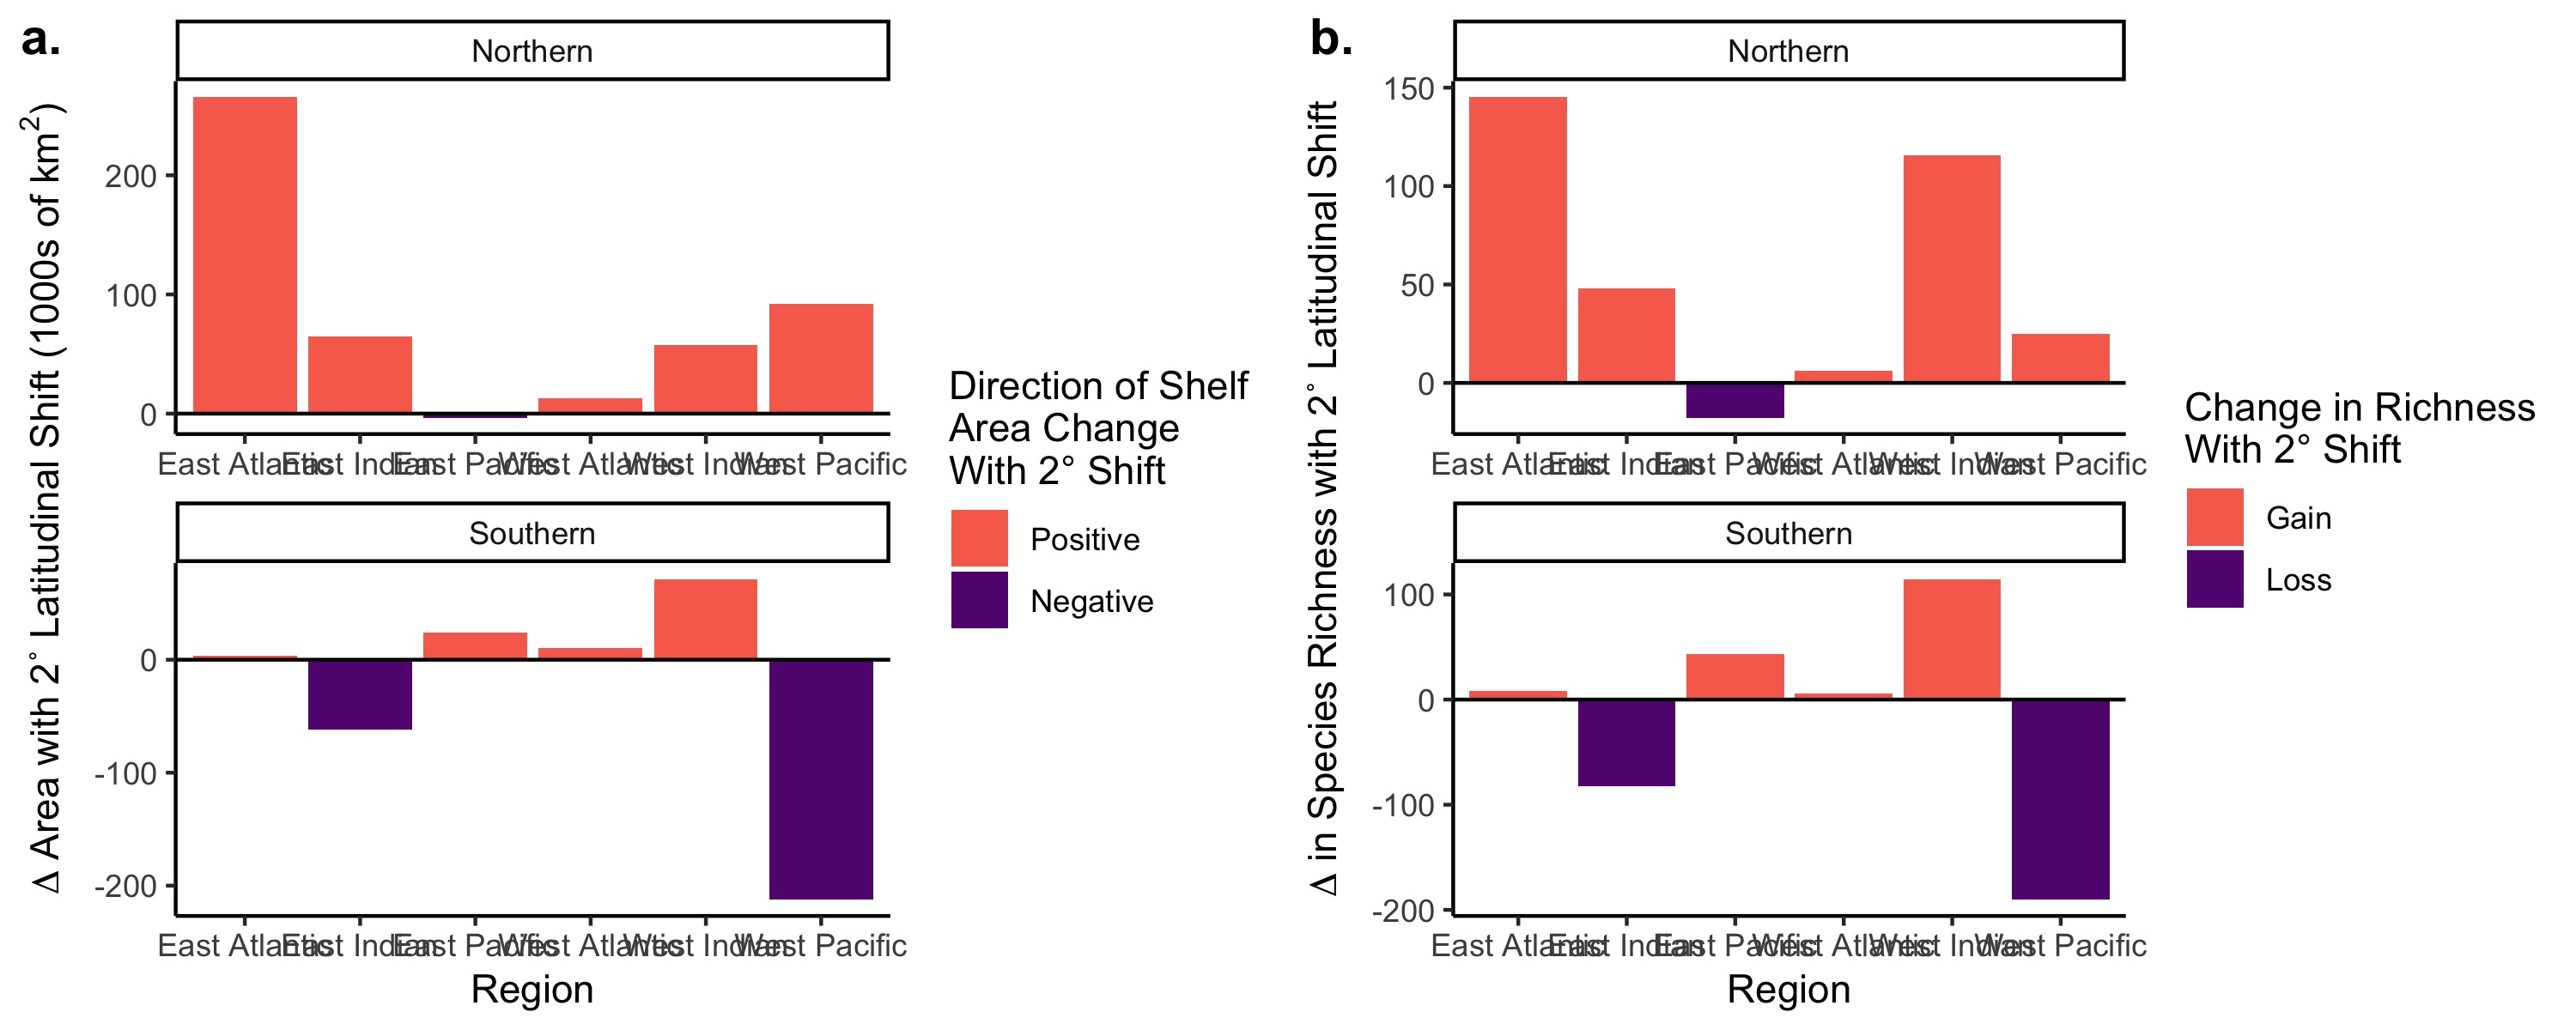 a.
Northern
Δ Area with 2° Latitudinal Shift (1000s of km²)
200
100
0
East Atlantic East Indian East Pacific West Atlantic West Indian West Pacific
Southern
0
-100
-200
East Atlantic East Indian East Pacific West Atlantic West Indian West Pacific
Region
Direction of Shelf
Area Change
With 2° Shift
Positive
Negative
b.
Northern
Δ in Species Richness with 2° Latitudinal Shift
150
100
50
0
East Atlantic East Indian East Pacific West Atlantic West Indian West Pacific
Southern
100
0
-100
-200
East Atlantic East Indian East Pacific West Atlantic West Indian West Pacific
Region
Change in Richness
With 2° Shift
Gain
Loss